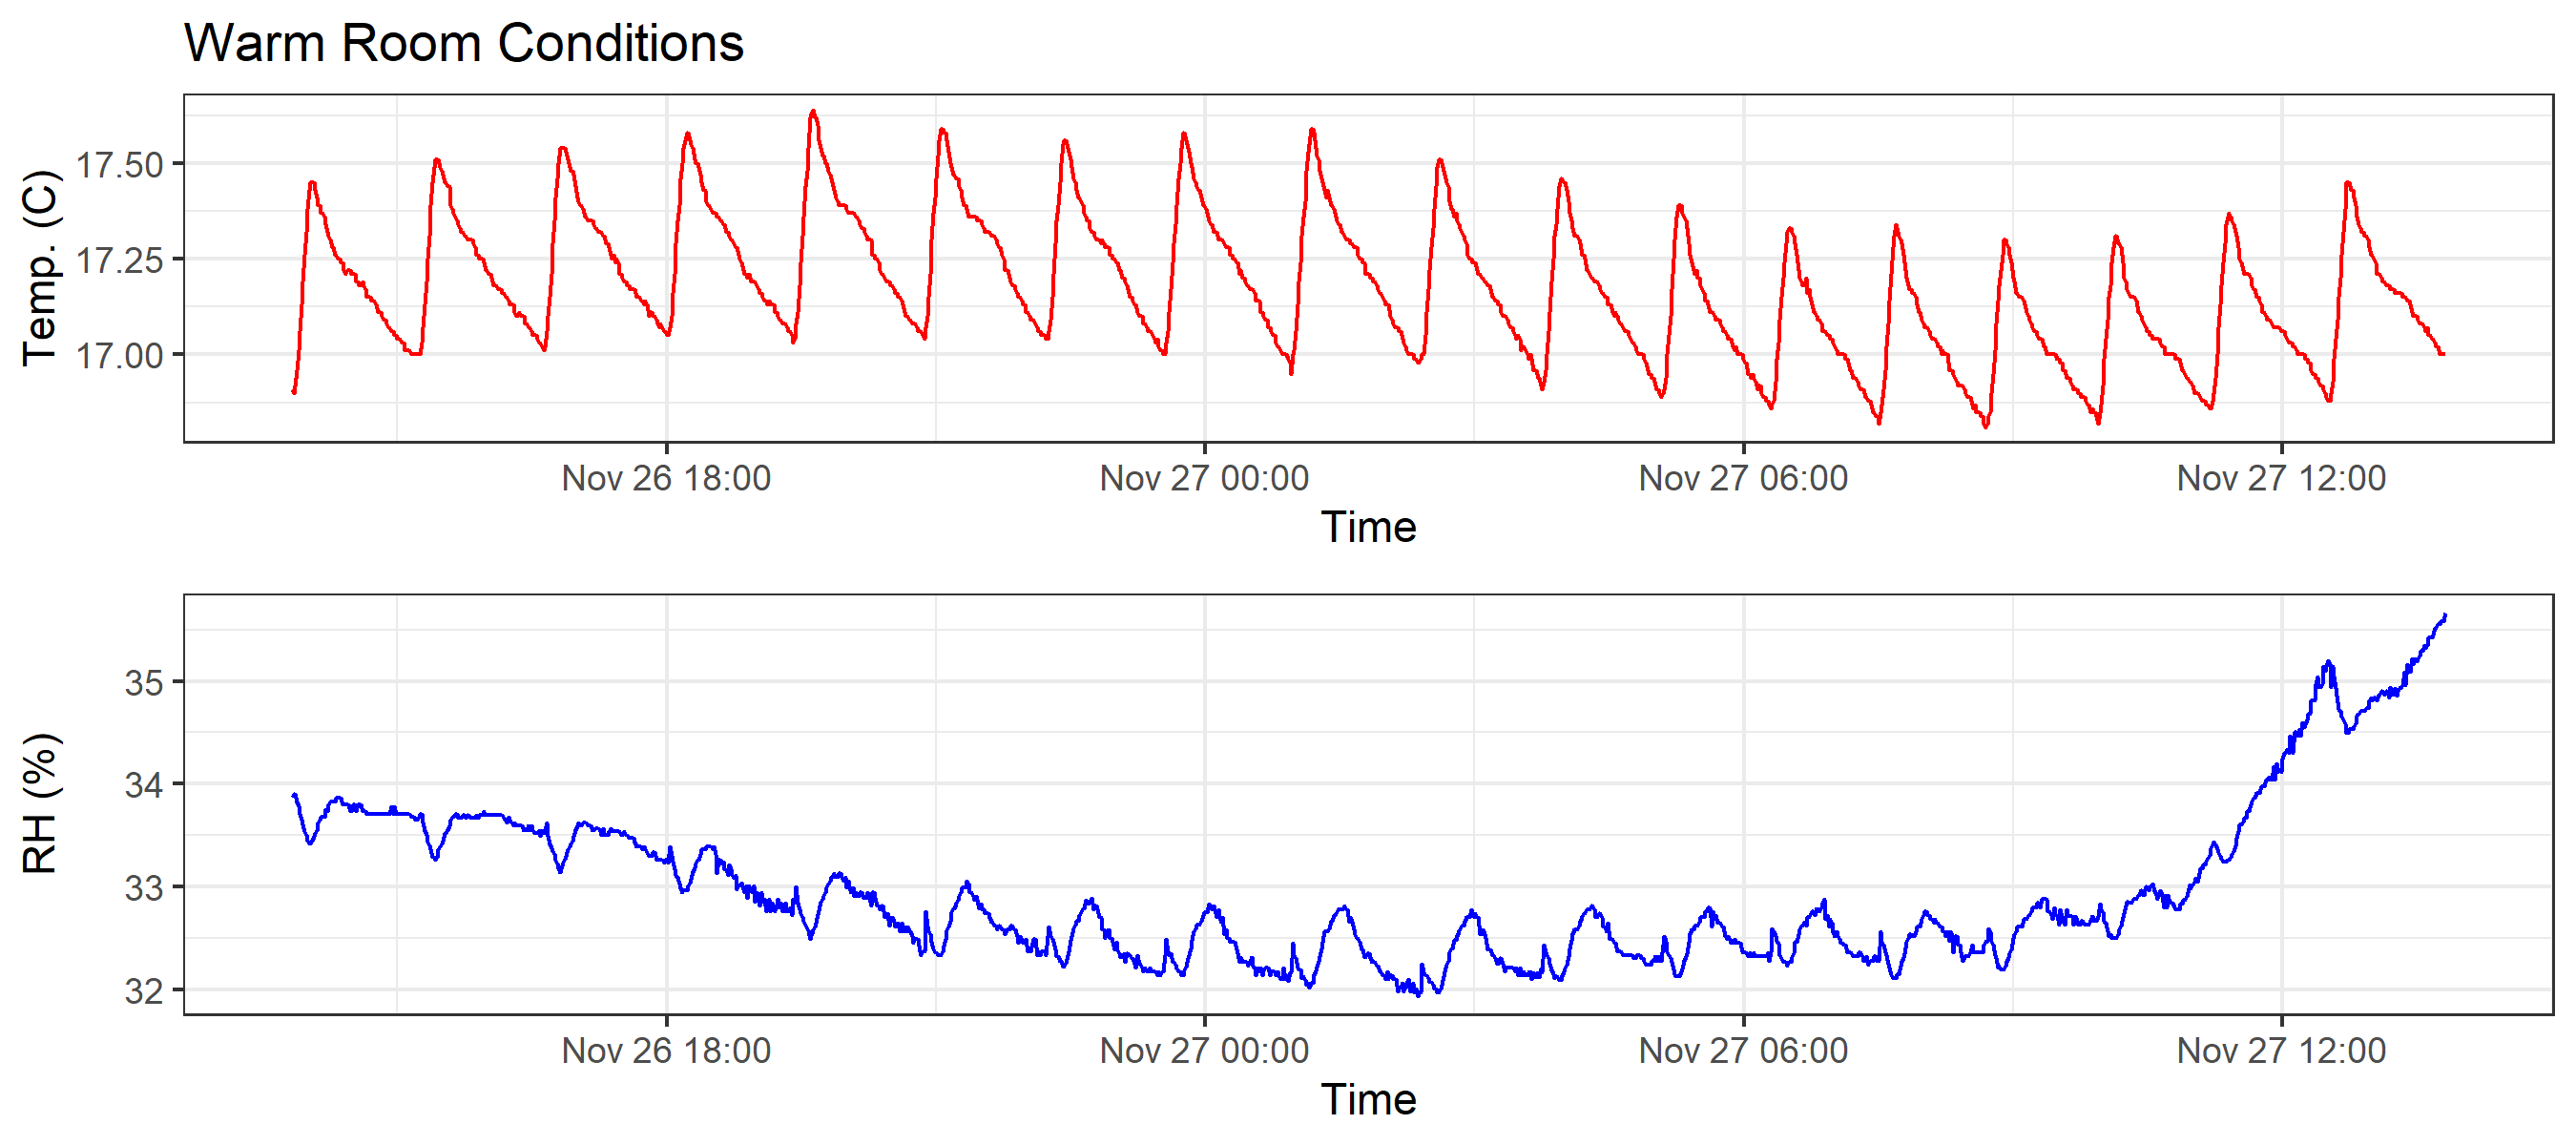 Warm Room Conditions
Temp. (C)
17.50
17.25
17.00
Nov 26 18:00 Nov 27 00:00 Nov 27 06:00 Nov 27 12:00
Time
RH (%)
35
34
33
32
Nov 26 18:00 Nov 27 00:00 Nov 27 06:00 Nov 27 12:00
Time